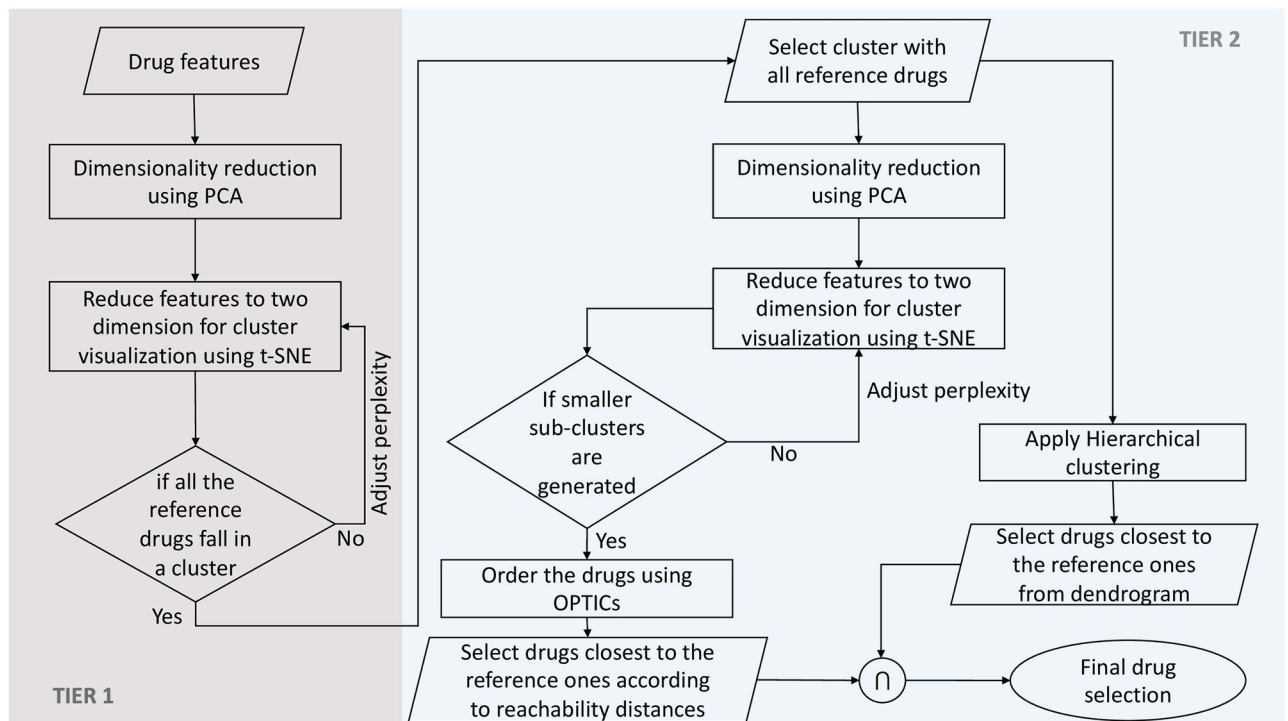 Drug features
Dimensionality reduction
using PCA
Reduce features to two
dimension for cluster
visualization using t-SNE
Adjust perplexity
if all the
reference
drugs fall in
a cluster
No
Yes
TIER 1
TIER 2
Select cluster with
all reference drugs
Dimensionality reduction
using PCA
Reduce features to two
dimension for cluster
visualization using t-SNE
Adjust perplexity
If smaller
sub-clusters
are
generated
No
Yes
Order the drugs using
OPTICs
Select drugs closest to the
reference ones according
to reachability distances
Apply Hierarchical
clustering
Select drugs closest to
the reference ones
from dendrogram
∩
Final drug
selection